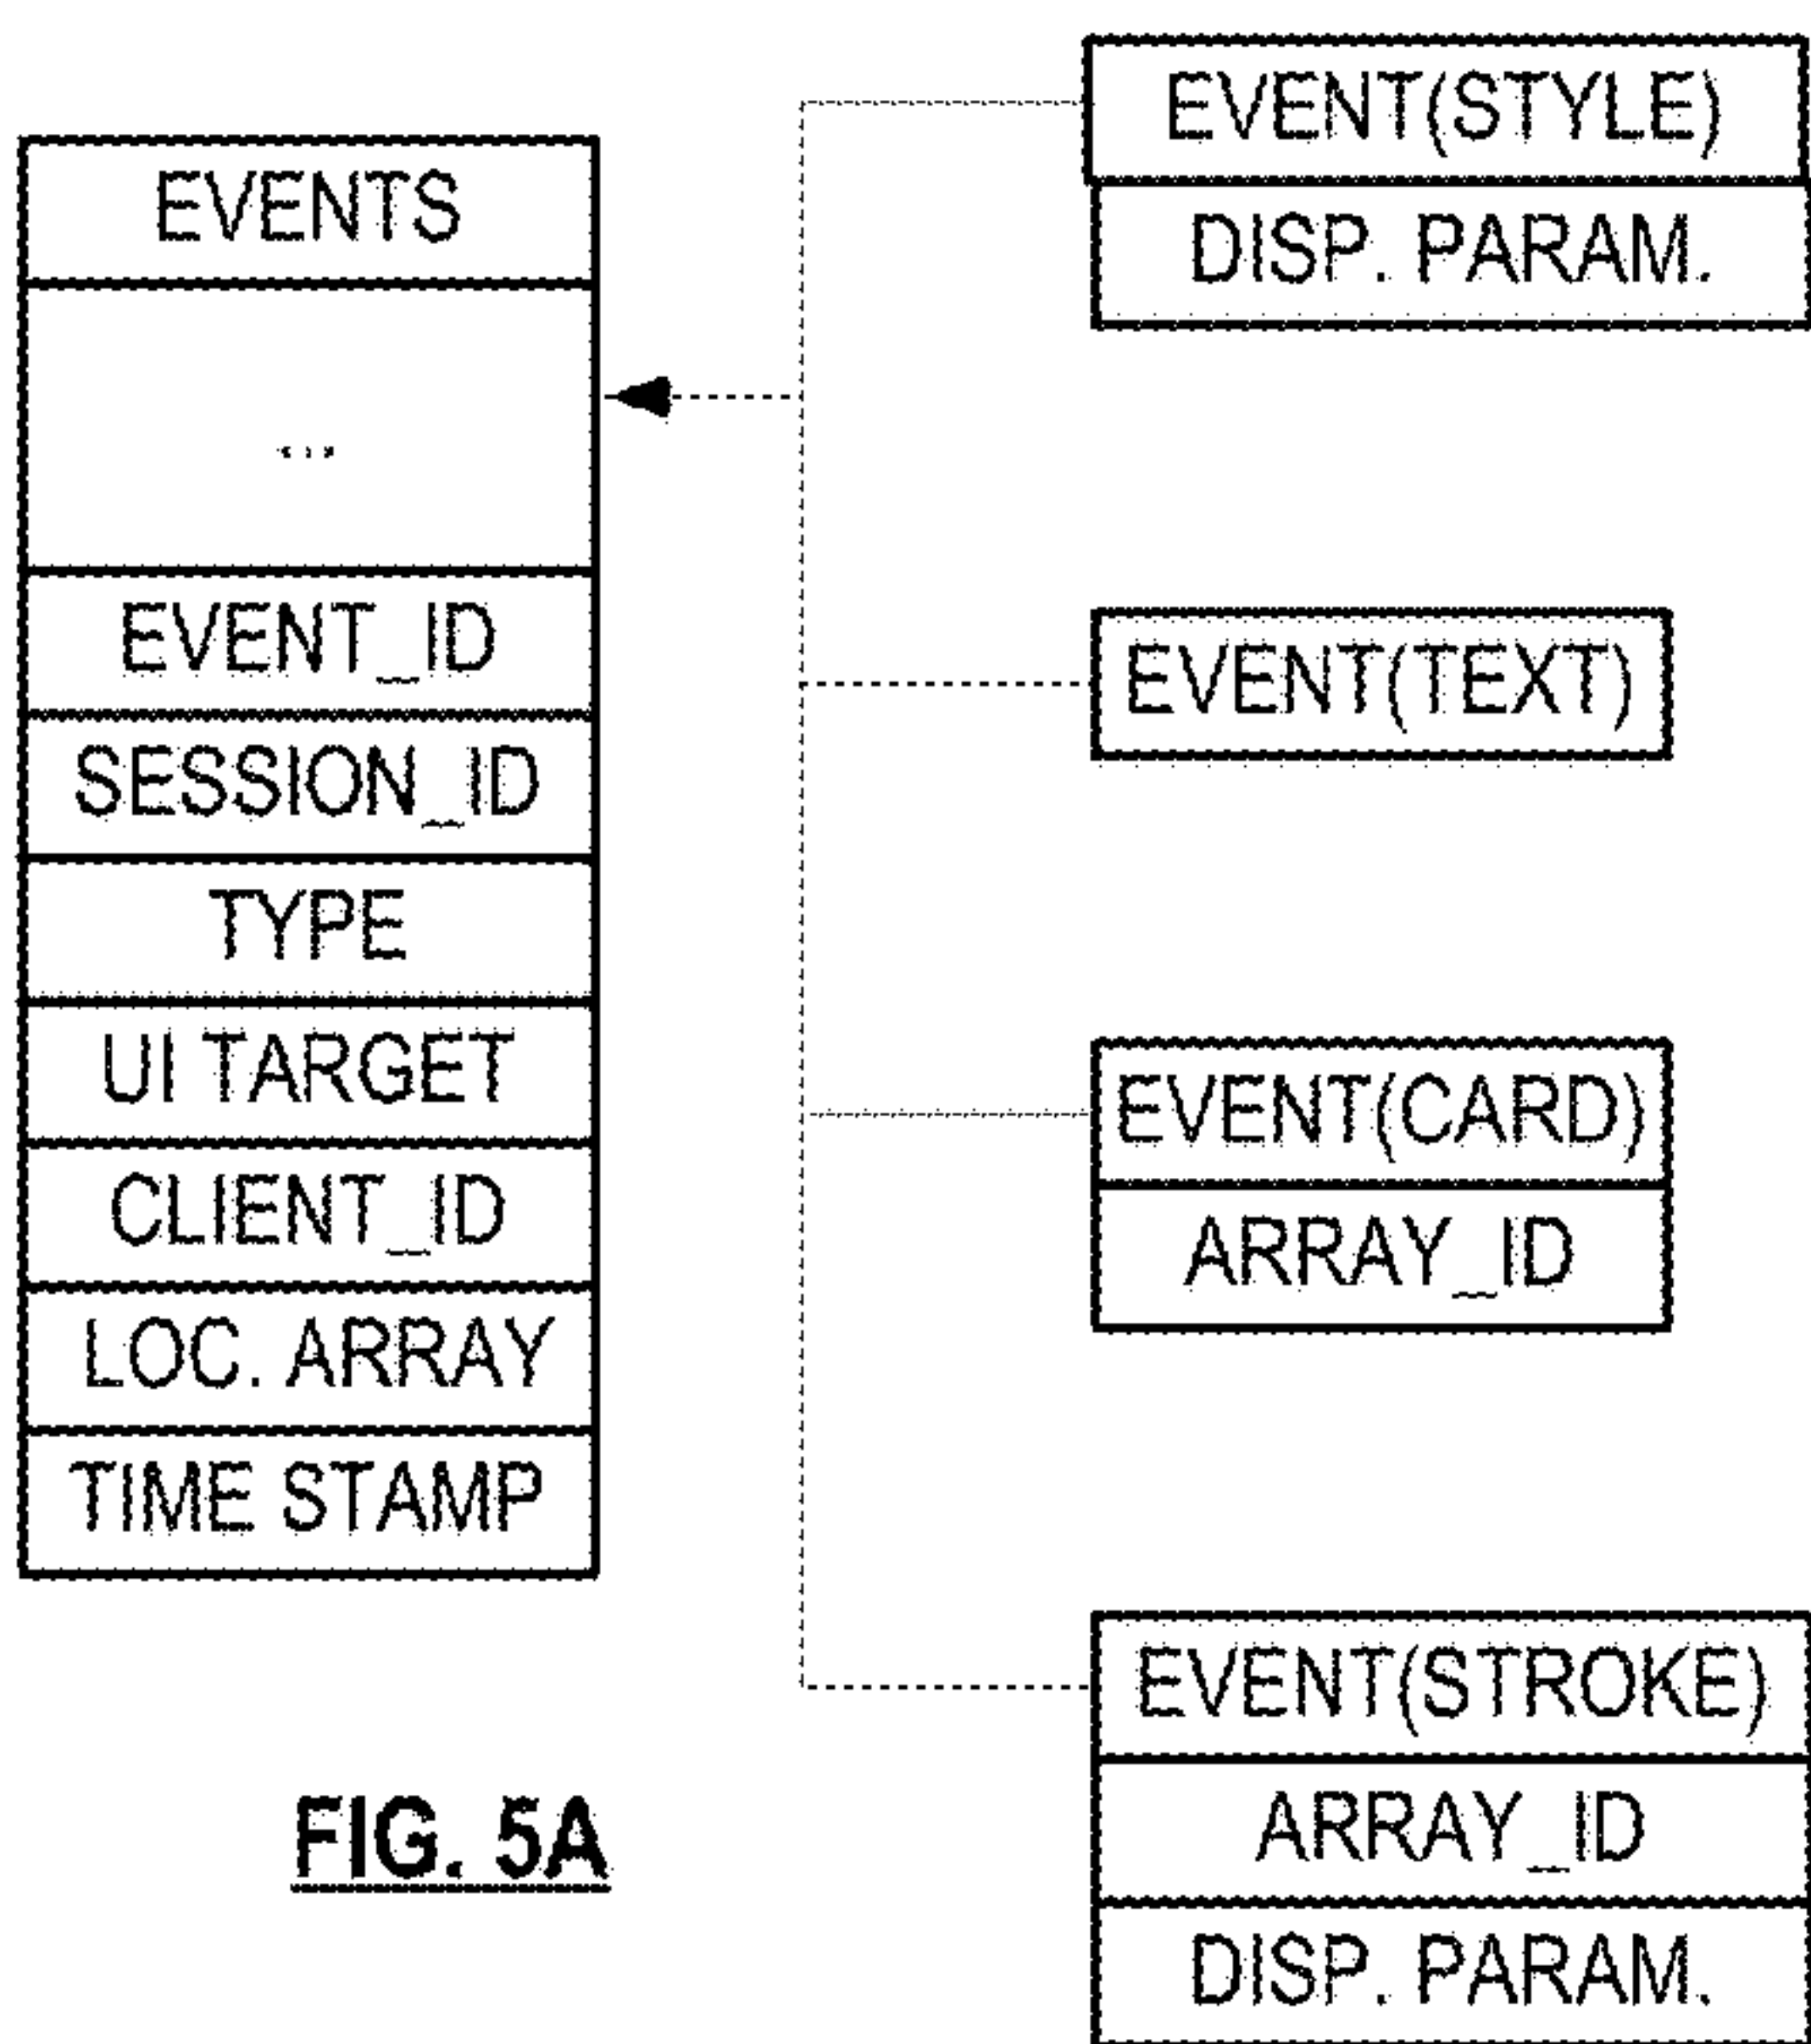 EVENTS
...
EVENT_ID
SESSION_ID
TYPE
UI TARGET
CLIENT_ID
LOC. ARRAY
TIME STAMP
EVENT(STYLE)
DISP. PARAM.
EVENT(TEXT)
EVENT(CARD)
ARRAY_ID
EVENT(STROKE)
ARRAY_ID
DISP. PARAM.
FIG. 5A